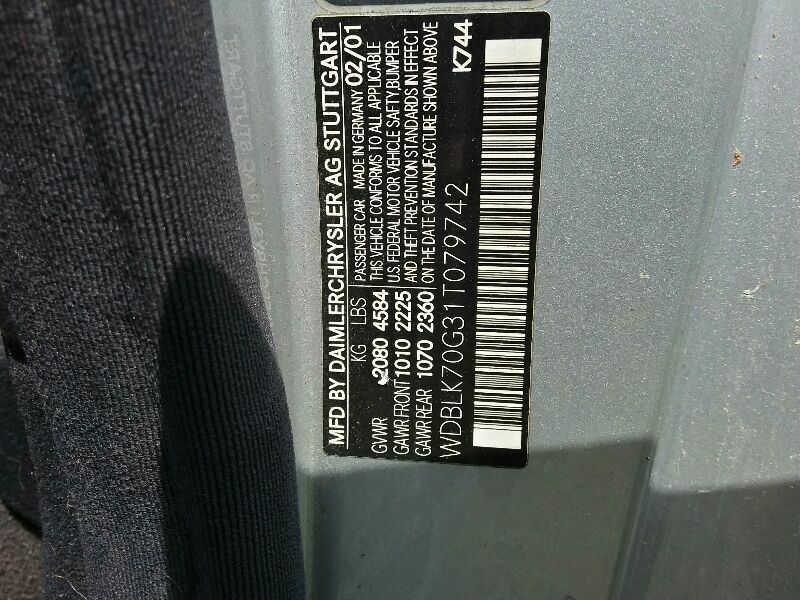 MFD BY DAIMLERCHRYSLER AG STUTTGART
KG LBS PASSENGER CAR MADE IN GERMANY 02/01
GVWR 2080 4584 THIS VEHICLE CONFORMS TO ALL APPLICABLE
U.S. FEDERAL MOTOR VEHICLE SAFETY,BUMPER
GAWR FRONT 1010 2225 AND THEFT PREVENTION STANDARDS IN EFFECT
GAWR REAR 1070 2360 ON THE DATE OF MANUFACTURE SHOWN ABOVE
WDBLK70G31T079742 K744